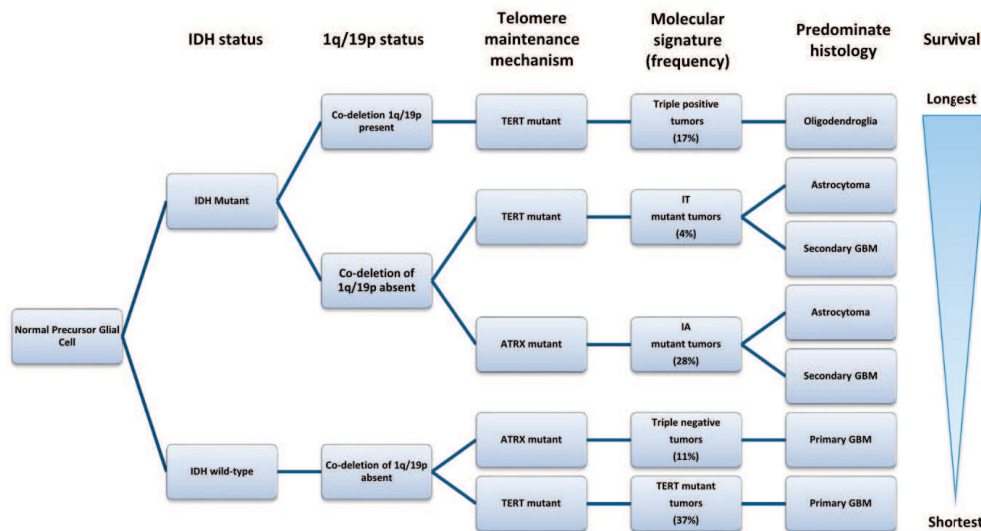 IDH status
1q/19p status
Telomere
maintenance
mechanism
Molecular
signature
(frequency)
Predominate
histology
Survival
Longest
Co-deletion 1q/19p
present
TERT mutant
Triple positive
tumors
(17%)
Oligodendroglia
IDH Mutant
Co-deletion of
1q/19p absent
TERT mutant
IT
mutant tumors
(4%)
Astrocytoma
Secondary GBM
ATRX mutant
IA
mutant tumors
(28%)
Astrocytoma
Secondary GBM
Normal Precursor Glial
Cell
IDH wild-type
Co-deletion of 1q/19p
absent
ATRX mutant
Triple negative
tumors
(11%)
Primary GBM
TERT mutant
TERT mutant
tumors
(37%)
Primary GBM
Shortest